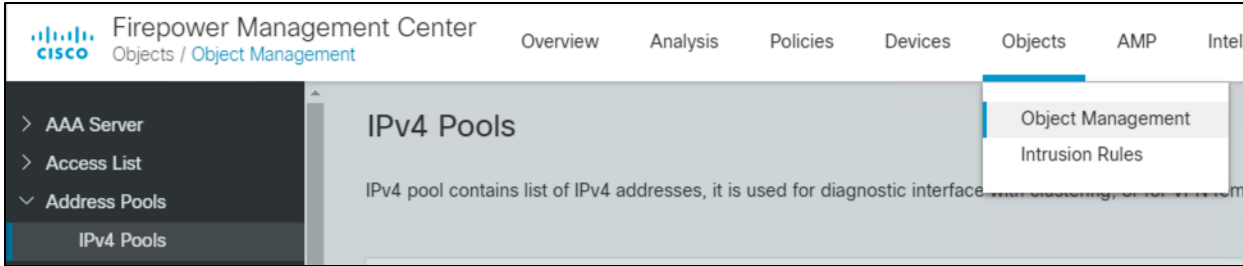 Firepower Management Center
CISCO
Objects / Object Management
Overview
Analysis
Policies
Devices
Objects
AMP
Object Management
Intrusion Rules
AAA Server
Access List
Address Pools
IPv4 Pools
IPv4 Pools
IPv4 pool contains list of IPv4 addresses, it is used for diagnostic interface